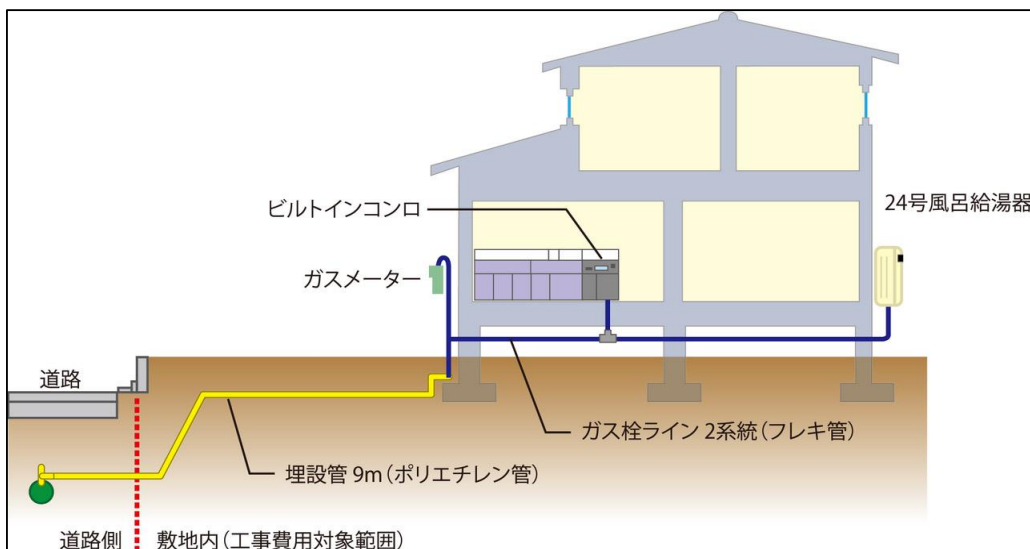 ビルトインコンロ
24号風呂給湯器
ガスメーター
道路
ガス栓ライン 2系統(フレキ管)
埋設管 9m(ポリエチレン管)
道路側
敷地内(工事費用対象範囲)